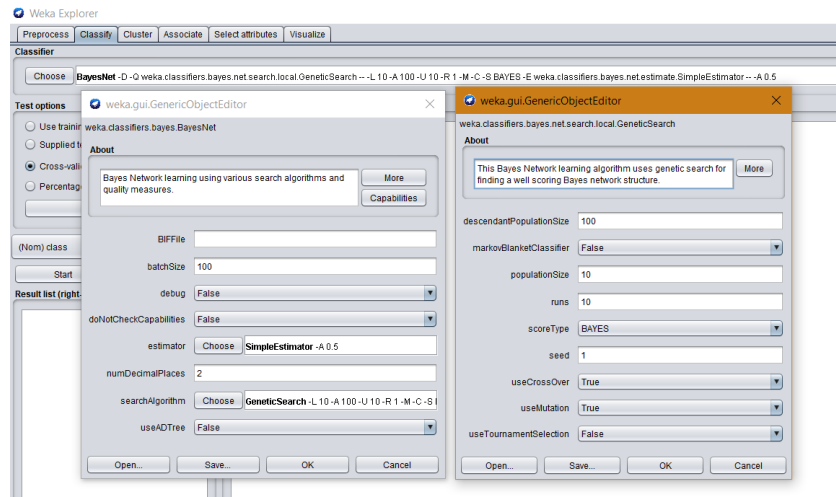 Weka Explorer
Preprocess Classify Cluster Associate Select attributes Visualize
Classifier
Choose BayesNet -D -Q weka.classifiers.bayes.net.search.local.GeneticSearch -- -L 10 -A 100 -U 10 -R 1 -M -C -S BAYES -E weka.classifiers.bayes.net.estimate.SimpleEstimator -- -A 0.5
Test options
Use trainin
Supplied t
Cross-vali
Percentag
(Nom) class
Start
Result list (right-
weka.gui.GenericObjectEditor
weka.classifiers.bayes.BayesNet
About
Bayes Network learning using various search algorithms and
quality measures.
More
Capabilities
BIFFile
batchSize 100
debug False
doNotCheckCapabilities False
estimator Choose SimpleEstimator -A 0.5
numDecimalPlaces 2
searchAlgorithm Choose GeneticSearch -L 10 -A 100 -U 10 -R 1 -M -C -S
useADTree False
Open... Save... OK Cancel
weka.gui.GenericObjectEditor
weka.classifiers.bayes.net.search.local.GeneticSearch
About
This Bayes Network learning algorithm uses genetic search for
finding a well scoring Bayes network structure.
More
descendantPopulationSize 100
markovBlanketClassifier False
populationSize 10
runs 10
scoreType BAYES
seed 1
useCrossOver True
useMutation True
useTournamentSelection False
Open... Save... OK Cancel